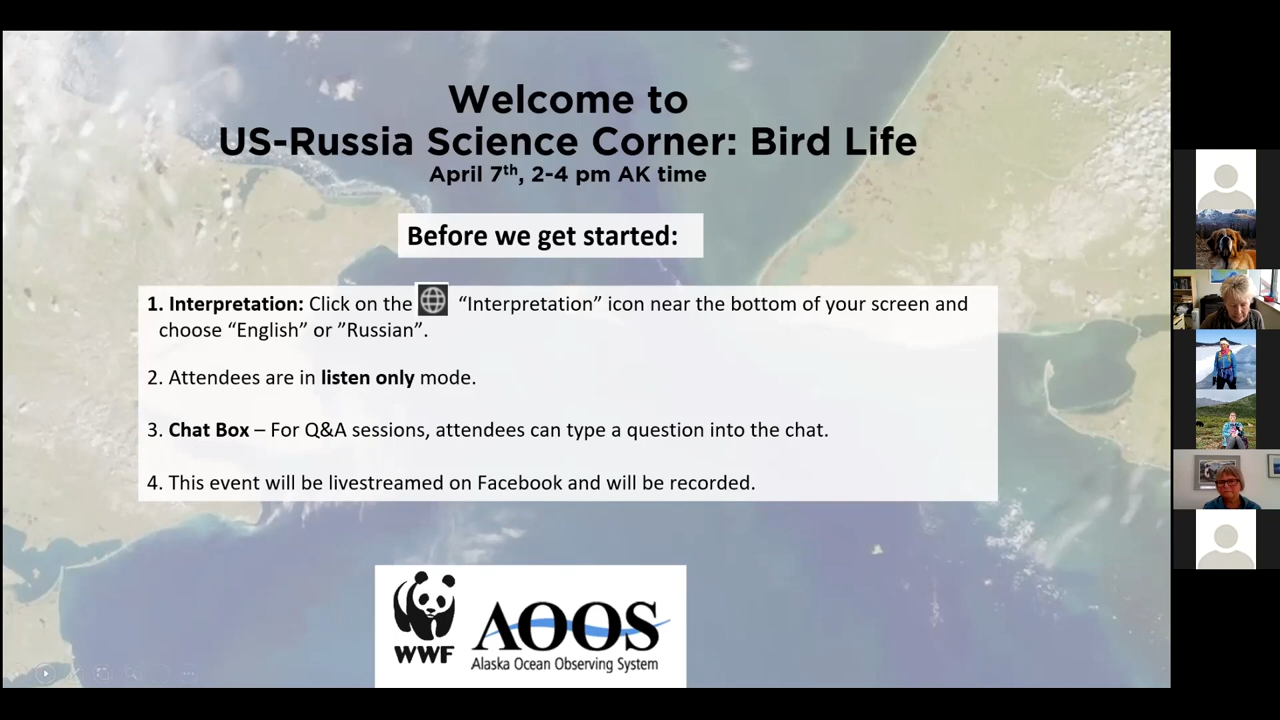 Welcome to
US-Russia Science Corner: Bird Life
April 7th, 2-4 pm AK time
Before we get started:
1. Interpretation: Click on the “Interpretation” icon near the bottom of your screen and
choose “English” or ”Russian”.
2. Attendees are in listen only mode.
3. Chat Box – For Q&A sessions, attendees can type a question into the chat.
4. This event will be livestreamed on Facebook and will be recorded.
WWF
AOOS
Alaska Ocean Observing System